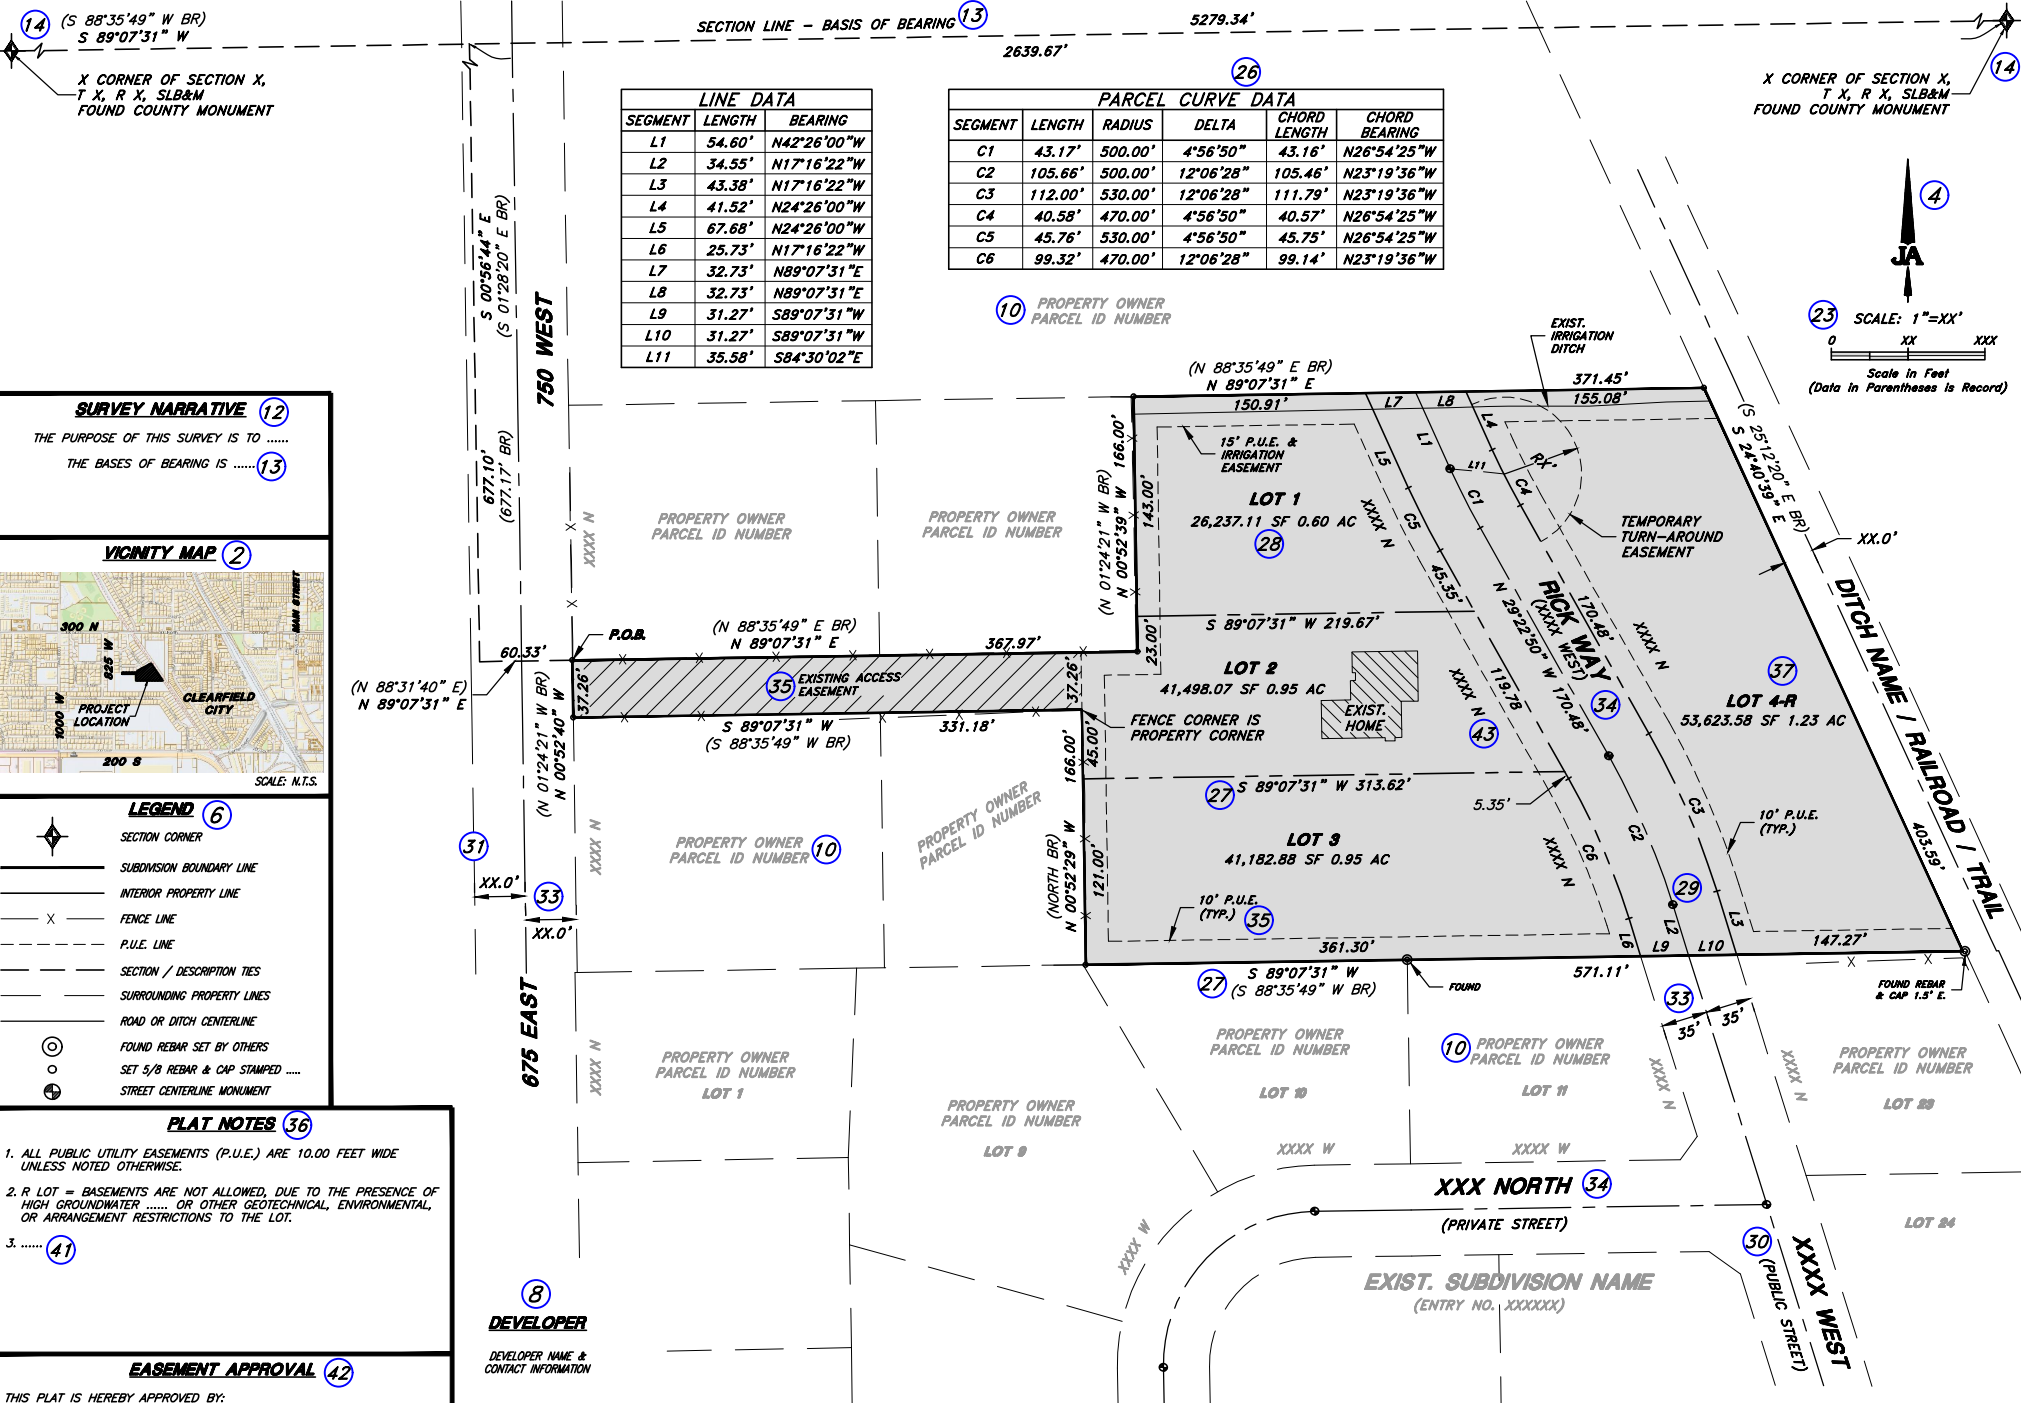 14
(S 88°35'49" W BR)
S 89°07'31" W
SECTION LINE - BASIS OF BEARING
13
5279.34'
2639.67'
X CORNER OF SECTION X,
T X, R X, SLB&M
FOUND COUNTY MONUMENT
14
X CORNER OF SECTION X,
T X, R X, SLB&M
FOUND COUNTY MONUMENT
LINE DATA
SEGMENT LENGTH BEARING
L1 54.60' N42°26'00"W
L2 34.55' N17°16'22"W
L3 43.38' N17°16'22"W
L4 41.52' N24°26'00"W
L5 67.68' N24°26'00"W
L6 25.73' N17°16'22"W
L7 32.73' N89°07'31"E
L8 32.73' N89°07'31"E
L9 31.27' S89°07'31"W
L10 31.27' S89°07'31"W
L11 35.58' S84°30'02"E
26
PARCEL CURVE DATA
SEGMENT LENGTH RADIUS DELTA CHORD LENGTH CHORD BEARING
C1 43.17' 500.00' 4°56'50" 43.16' N26°54'25"W
C2 105.66' 500.00' 12°06'28" 105.46' N23°19'36"W
C3 112.00' 530.00' 12°06'28" 111.79' N23°19'36"W
C4 40.58' 470.00' 4°56'50" 40.57' N26°54'25"W
C5 45.76' 530.00' 4°56'50" 45.75' N26°54'25"W
C6 99.32' 470.00' 12°06'28" 99.14' N23°19'36"W
4
JA
23 SCALE: 1"=XX'
0 XX XXX
Scale in Feet
(Data in Parentheses is Record)
10 PROPERTY OWNER
PARCEL ID NUMBER
S 00°56'44" E
(S 01°28'20" E BR)
750 WEST
677.10'
(677.17' BR)
SURVEY NARRATIVE 12
THE PURPOSE OF THIS SURVEY IS TO ......
THE BASES OF BEARING IS ...... 13
VICINITY MAP 2
300 N
825 W
MAIN STREET
1000 W
PROJECT
LOCATION
CLEARFIELD
CITY
200 S
SCALE: N.T.S.
LEGEND 6
SECTION CORNER
SUBDIVISION BOUNDARY LINE
INTERIOR PROPERTY LINE
X FENCE LINE
P.U.E. LINE
SECTION / DESCRIPTION TIES
SURROUNDING PROPERTY LINES
ROAD OR DITCH CENTERLINE
FOUND REBAR SET BY OTHERS
SET 5/8 REBAR & CAP STAMPED .....
STREET CENTERLINE MONUMENT
PLAT NOTES 36
1. ALL PUBLIC UTILITY EASEMENTS (P.U.E.) ARE 10.00 FEET WIDE
UNLESS NOTED OTHERWISE.
2. R LOT = BASEMENTS ARE NOT ALLOWED, DUE TO THE PRESENCE OF
HIGH GROUNDWATER ...... OR OTHER GEOTECHNICAL, ENVIRONMENTAL,
OR ARRANGEMENT RESTRICTIONS TO THE LOT.
3. ...... 41
EASEMENT APPROVAL 42
THIS PLAT IS HEREBY APPROVED BY:
8
DEVELOPER
DEVELOPER NAME &
CONTACT INFORMATION
(N 88°35'49" E BR)
N 89°07'31" E
371.45'
150.91'
L7
L8
155.08'
EXIST.
IRRIGATION
DITCH
15' P.U.E. &
IRRIGATION
EASEMENT
L1
L4
L5
L11
RX'
C1
C4
C5
LOT 1
26,237.11 SF 0.60 AC
28
TEMPORARY
TURN-AROUND
EASEMENT
(S 25°12'20" E BR)
S 24°40'39" E
XX.0'
DITCH NAME / RAILROAD / TRAIL
403.59'
166.00'
143.00'
(N 01°24'21" W BR)
N 00°52'39" W
XXXX N
PROPERTY OWNER
PARCEL ID NUMBER
PROPERTY OWNER
PARCEL ID NUMBER
XXXX N
45.35'
RICK WAY
(XXXX WEST)
34
170.48'
N 29°22'50" W 170.48'
XXXX N
S 89°07'31" W 219.67'
23.00'
LOT 2
41,498.07 SF 0.95 AC
EXIST.
HOME
119.78
XXXX N
43
37
LOT 4-R
53,623.58 SF 1.23 AC
P.O.B.
60.33'
(N 88°35'49" E BR)
N 89°07'31" E
367.97'
35 EXISTING ACCESS
EASEMENT
37.26'
37.26'
(N 88°31'40" E)
N 89°07'31" E
S 89°07'31" W
(S 88°35'49" W BR)
331.18'
(N 01°24'21" W BR)
N 00°52'40" W
FENCE CORNER IS
PROPERTY CORNER
166.00'
45.00'
27 S 89°07'31" W 313.62'
5.35'
LOT 3
41,182.88 SF 0.95 AC
C2
C3
C6
XXXX N
10' P.U.E.
(TYP.)
10' P.U.E.
(TYP.)
35
29
L6
L2
L3
L9
L10
(NORTH BR)
N 00°52'29" W
121.00'
361.30'
147.27'
27 S 89°07'31" W
(S 88°35'49" W BR)
571.11'
FOUND
FOUND REBAR
& CAP 1.5' E.
31
XX.0'
33
XX.0'
XXXX N
PROPERTY OWNER
PARCEL ID NUMBER 10
PROPERTY OWNER
PARCEL ID NUMBER
675 EAST
XXXX N
PROPERTY OWNER
PARCEL ID NUMBER
LOT 1
PROPERTY OWNER
PARCEL ID NUMBER
LOT 9
PROPERTY OWNER
PARCEL ID NUMBER
LOT 10
10 PROPERTY OWNER
PARCEL ID NUMBER
LOT 11
33
35'
35'
XXXX N
XXXX N
PROPERTY OWNER
PARCEL ID NUMBER
LOT 23
LOT 24
XXXX W
XXXX W
XXXX W
XXX NORTH 34
(PRIVATE STREET)
30
(PUBLIC STREET)
XXXX WEST
EXIST. SUBDIVISION NAME
(ENTRY NO. XXXXXX)